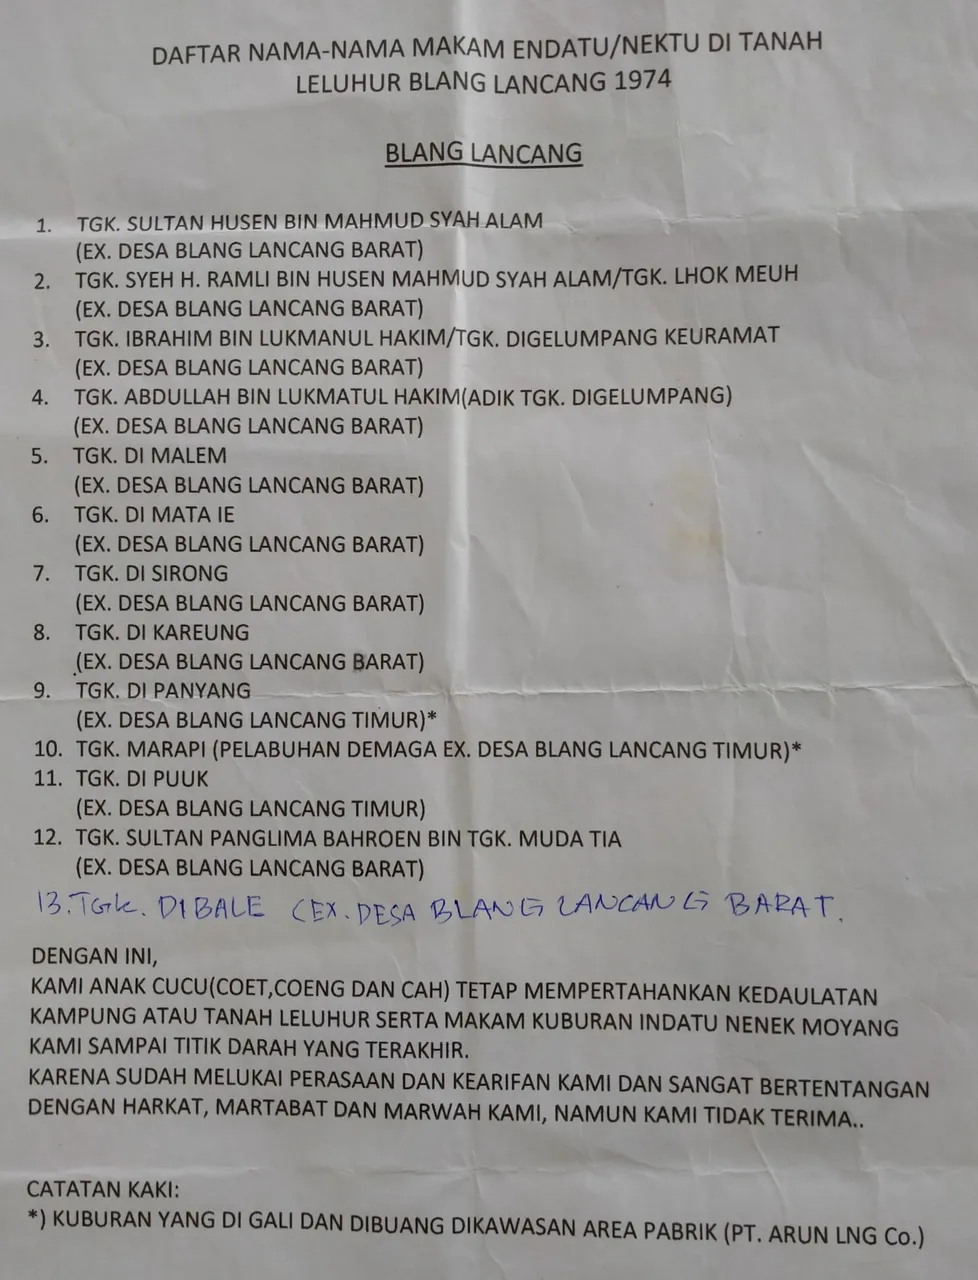 DAFTAR NAMA-NAMA MAKAM ENDATU/NEKTU DI TANAH
LELUHUR BLANG LANCANG 1974
BLANG LANCANG
1. TGK. SULTAN HUSEN BIN MAHMUD SYAH ALAM
(EX. DESA BLANG LANCANG BARAT)
2. TGK. SYEH H. RAMLI BIN HUSEN MAHMUD SYAH ALAM/TGK. LHOK MEUH
(EX. DESA BLANG LANCANG BARAT)
3. TGK. IBRAHIM BIN LUKMANUL HAKIM/TGK. DIGELUMPANG KEURAMAT
(EX. DESA BLANG LANCANG BARAT)
4. TGK. ABDULLAH BIN LUKMATUL HAKIM(ADIK TGK. DIGELUMPANG)
(EX. DESA BLANG LANCANG BARAT)
5. TGK. DI MALEM
(EX. DESA BLANG LANCANG BARAT)
6. TGK. DI MATA IE
(EX. DESA BLANG LANCANG BARAT)
7. TGK. DI SIRONG
(EX. DESA BLANG LANCANG BARAT)
8. TGK. DI KAREUNG
(EX. DESA BLANG LANCANG BARAT)
9. TGK. DI PANYANG
(EX. DESA BLANG LANCANG TIMUR)*
10. TGK. MARAPI (PELABUHAN DEMAGA EX. DESA BLANG LANCANG TIMUR)*
11. TGK. DI PUUK
(EX. DESA BLANG LANCANG TIMUR)
12. TGK. SULTAN PANGLIMA BAHROEN BIN TGK. MUDA TIA
(EX. DESA BLANG LANCANG BARAT)
13. TGk. DIBALE (EX. DESA BLANG LANCANG BARAT.
DENGAN INI,
KAMI ANAK CUCU(COET,COENG DAN CAH) TETAP MEMPERTAHANKAN KEDAULATAN
KAMPUNG ATAU TANAH LELUHUR SERTA MAKAM KUBURAN INDATU NENEK MOYANG
KAMI SAMPAI TITIK DARAH YANG TERAKHIR.
KARENA SUDAH MELUKAI PERASAAN DAN KEARIFAN KAMI DAN SANGAT BERTENTANGAN
DENGAN HARKAT, MARTABAT DAN MARWAH KAMI, NAMUN KAMI TIDAK TERIMA..
CATATAN KAKI:
*) KUBURAN YANG DI GALI DAN DIBUANG DIKAWASAN AREA PABRIK (PT. ARUN LNG Co.)